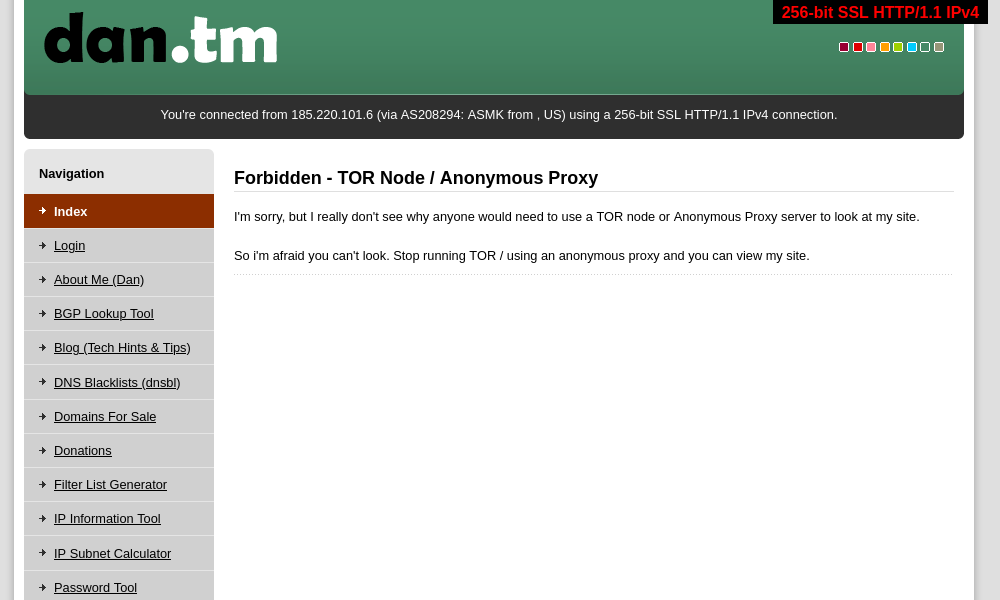 256-bit SSL HTTP/1.1 IPv4
dan.tm
You're connected from 185.220.101.6 (via AS208294: ASMK from , US) using a 256-bit SSL HTTP/1.1 IPv4 connection.
Navigation
Index
Login
About Me (Dan)
BGP Lookup Tool
Blog (Tech Hints & Tips)
DNS Blacklists (dnsbl)
Domains For Sale
Donations
Filter List Generator
IP Information Tool
IP Subnet Calculator
Password Tool
Forbidden - TOR Node / Anonymous Proxy
I'm sorry, but I really don't see why anyone would need to use a TOR node or Anonymous Proxy server to look at my site.
So i'm afraid you can't look. Stop running TOR / using an anonymous proxy and you can view my site.